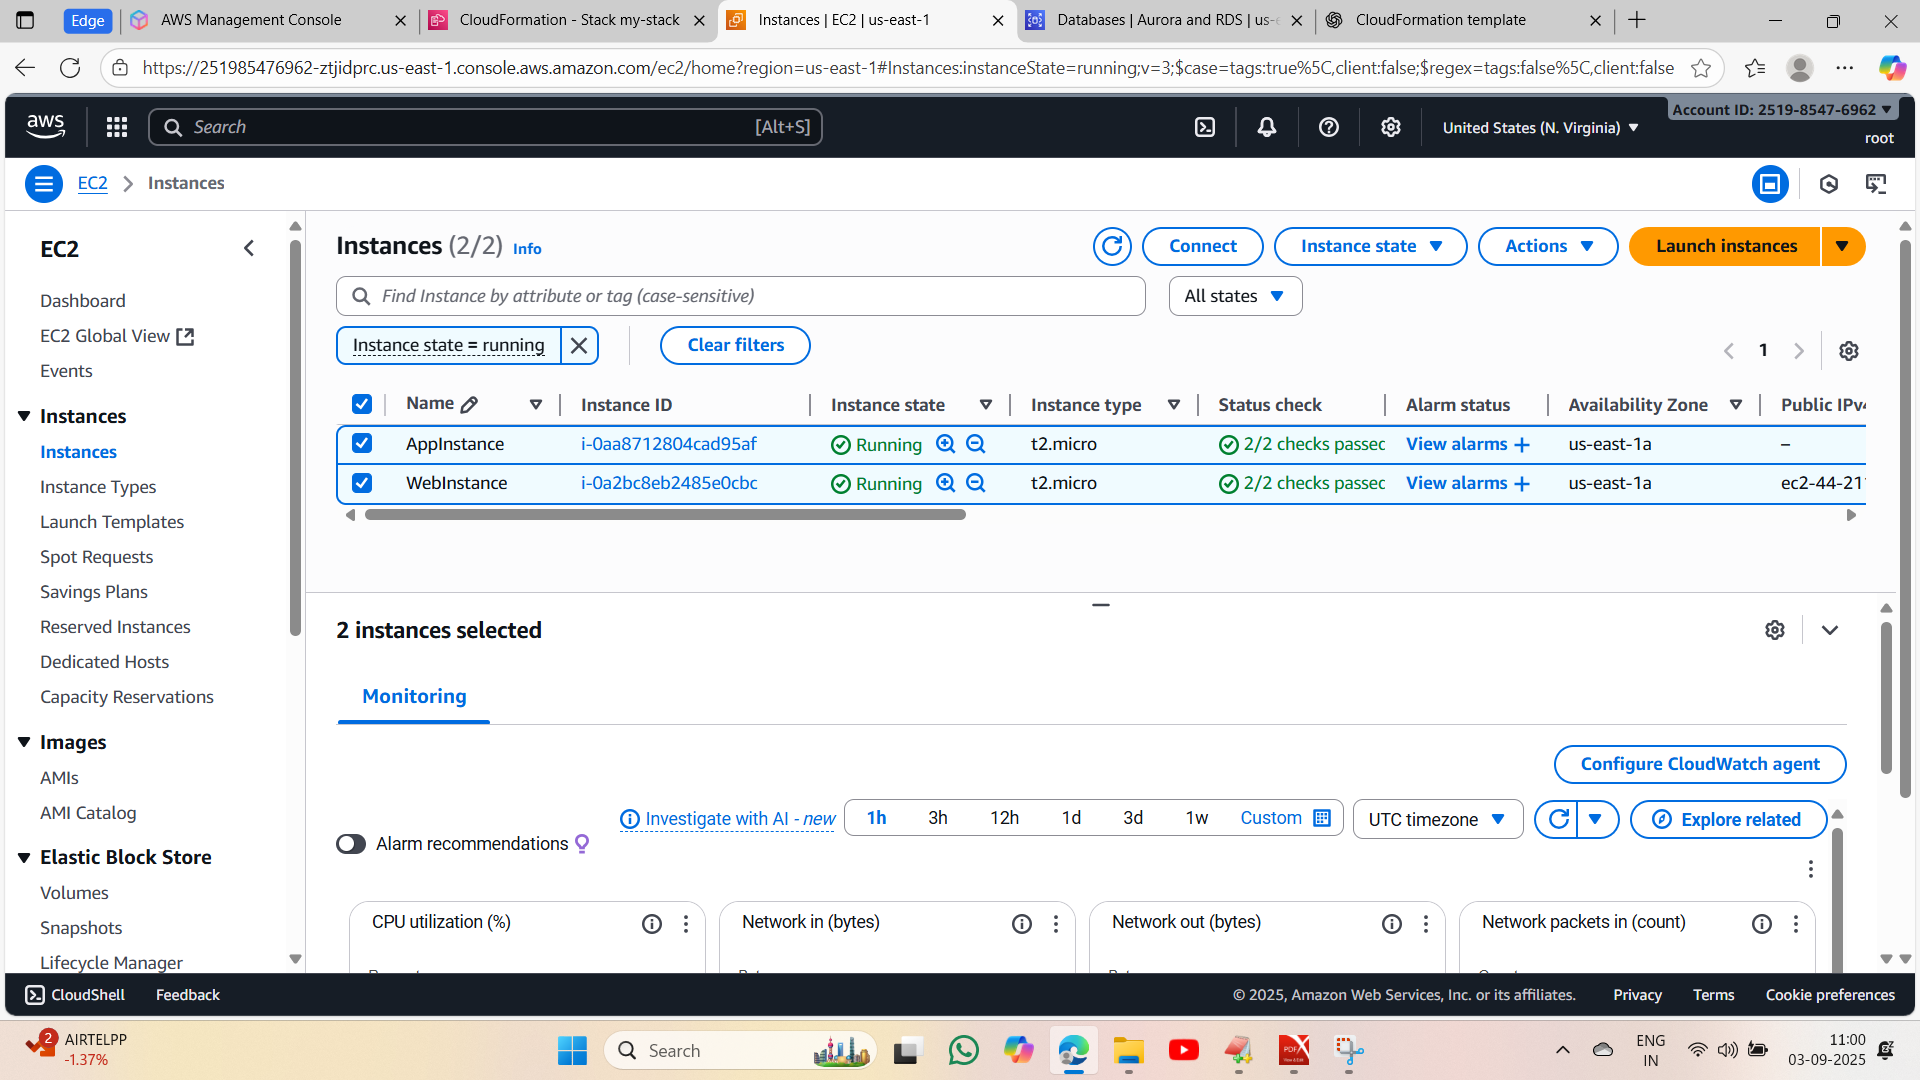 Edge
AWS Management Console
CloudFormation - Stack my-stack
Instances | EC2 | us-east-1
Databases | Aurora and RDS | us-e
CloudFormation template
https://251985476962-ztjidprc.us-east-1.console.aws.amazon.com/ec2/home?region=us-east-1#Instances:instanceState=running;v=3;$case=tags:true%5C,client:false;$regex=tags:false%5C,client:false
aws
Search
[Alt+S]
United States (N. Virginia)
Account ID: 2519-8547-6962
root
EC2
Instances
EC2
Dashboard
EC2 Global View
Events
Instances
Instances
Instance Types
Launch Templates
Spot Requests
Savings Plans
Reserved Instances
Dedicated Hosts
Capacity Reservations
Images
AMIs
AMI Catalog
Elastic Block Store
Volumes
Snapshots
Lifecycle Manager
Instances (2/2) Info
Connect
Instance state
Actions
Launch instances
Find Instance by attribute or tag (case-sensitive)
All states
Instance state = running
Clear filters
1
Name Instance ID Instance state Instance type Status check Alarm status Availability Zone Public IPv4
AppInstance i-0aa8712804cad95af Running t2.micro 2/2 checks passed View alarms + us-east-1a –
WebInstance i-0a2bc8eb2485e0cbc Running t2.micro 2/2 checks passed View alarms + us-east-1a ec2-44-21
2 instances selected
Monitoring
Configure CloudWatch agent
Investigate with AI - new
1h 3h 12h 1d 3d 1w Custom
UTC timezone
Explore related
Alarm recommendations
CPU utilization (%)
Network in (bytes)
Network out (bytes)
Network packets in (count)
CloudShell
Feedback
© 2025, Amazon Web Services, Inc. or its affiliates.
Privacy
Terms
Cookie preferences
2
AIRTELPP
-1.37%
Search
PDF
ENG
IN
11:00
03-09-2025